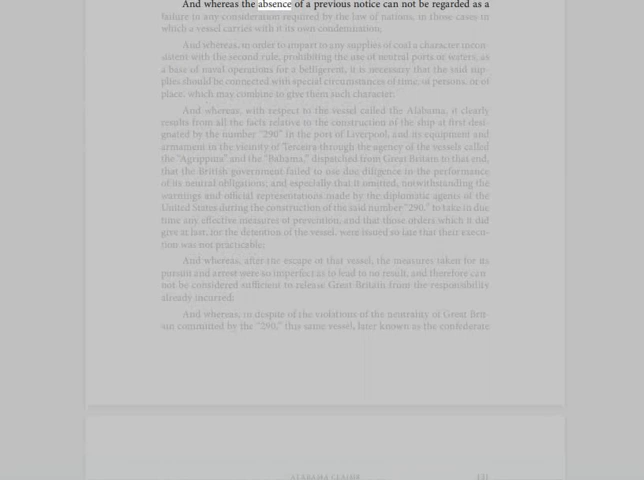 And whereas the absence of a previous notice can not be regarded as a
failure in any consideration required by the law of nations, in those cases in
which a vessel carries with it its own condemnation;
And whereas, in order to impart to any supplies of coal a character incon-
sistent with the second rule, prohibiting the use of neutral ports or waters, as
a base of naval operations for a belligerent, it is necessary that the said sup-
plies should be connected with special circumstances of time, of persons, or of
place, which may combine to give them such character;
And whereas, with respect to the vessel called the Alabama, it clearly
results from all the facts relative to the construction of the ship at first desi-
gnated by the number "290" in the port of Liverpool, and its equipment and
armament in the vicinity of Terceira through the agency of the vessels called
the "Agrippina" and the "Bahama," dispatched from Great Britain to that end,
that the British government failed to use due diligence in the performance
of its neutral obligations; and especially that it omitted, notwithstanding the
warnings and official representations made by the diplomatic agents of the
United States during the construction of the said number "290," to take in due
time any effective measures of prevention, and that those orders which it did
give at last, for the detention of the vessel, were issued so late that their execu-
tion was not practicable;
And whereas, after the escape of that vessel, the measures taken for its
pursuit and arrest were so imperfect as to lead to no result, and therefore can
not be considered sufficient to release Great Britain from the responsibility
already incurred;
And whereas, in despite of the violations of the neutrality of Great Brit-
ain committed by the "290," this same vessel, later known as the confederate
ALABAMA CLAIMS 131